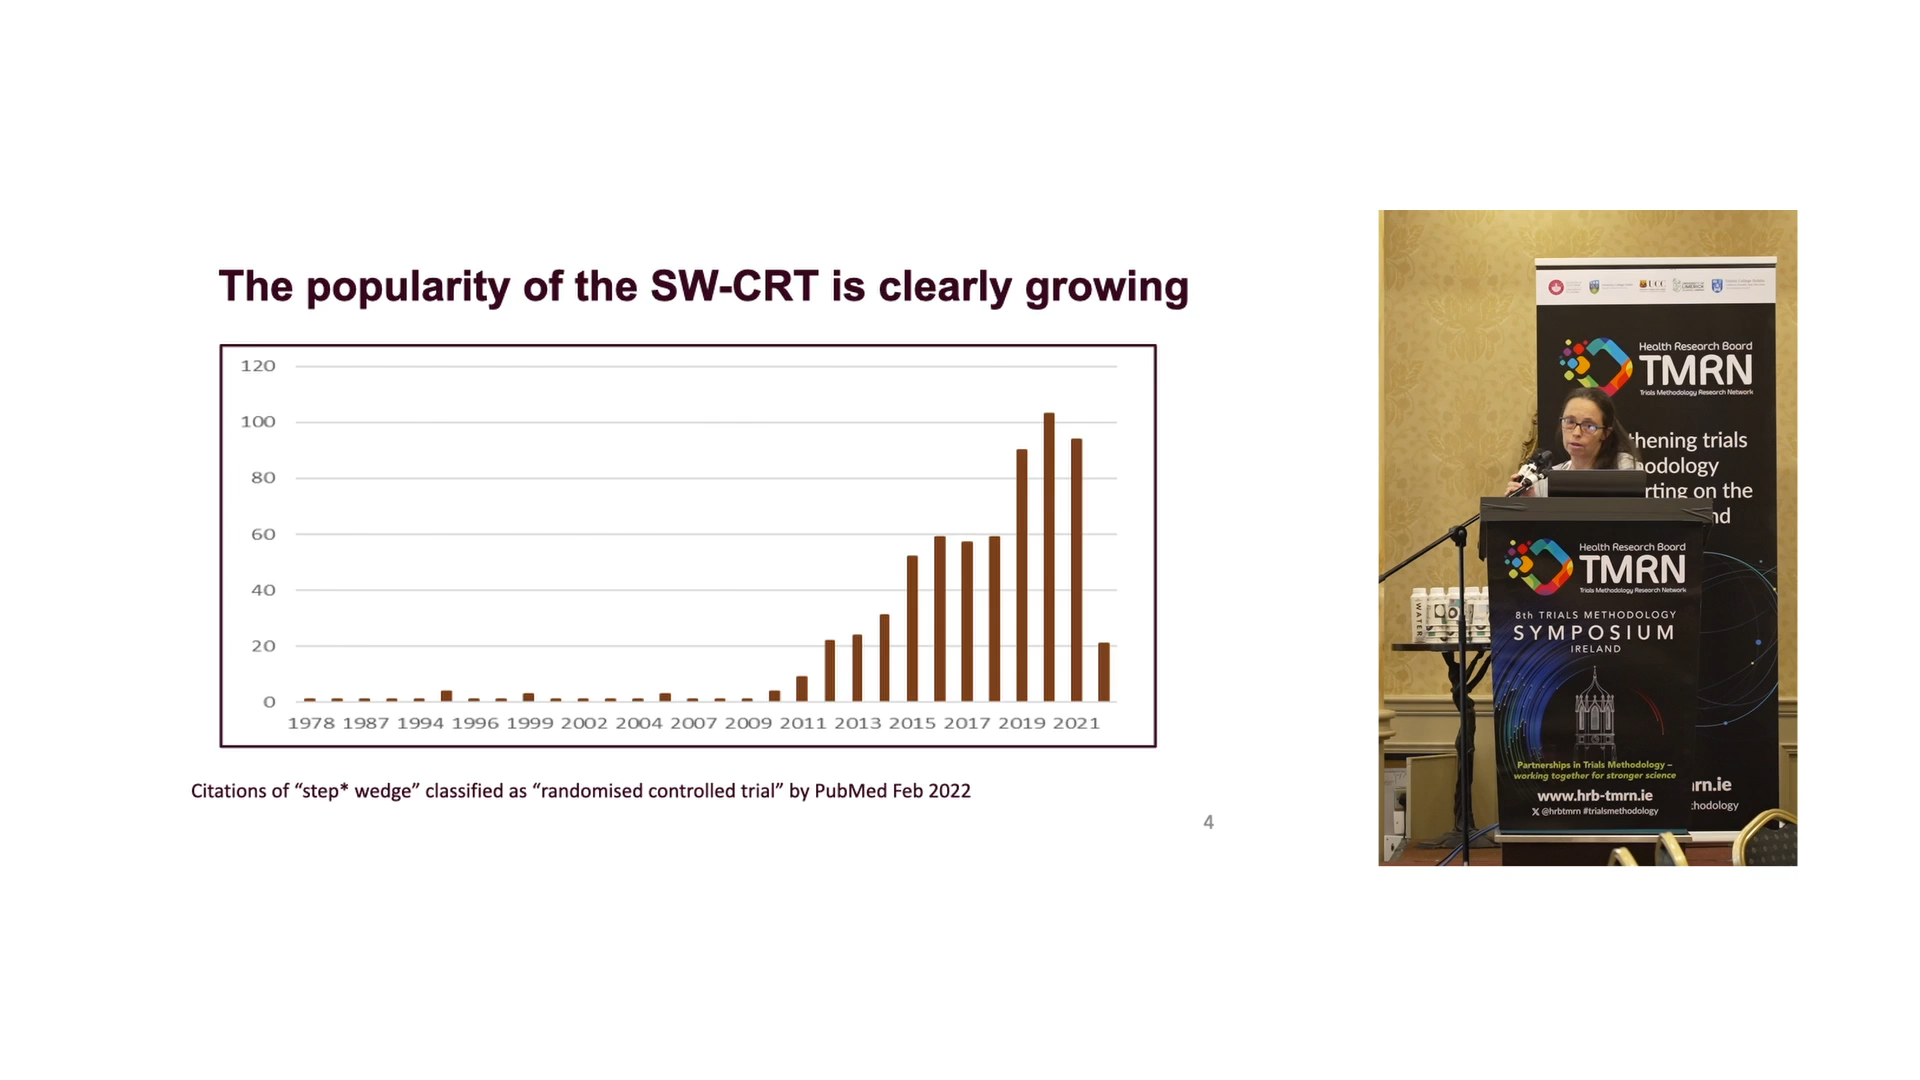 The popularity of the SW-CRT is clearly growing
120
100
80
60
40
20
0
1978 1987 1994 1996 1999 2002 2004 2007 2009 2011 2013 2015 2017 2019 2021
Citations of “step* wedge” classified as “randomised controlled trial” by PubMed Feb 2022
4
UCC
LIMERICK
Health Research Board
TMRN
Trials Methodology Research Network
thening trials
odology
rting on the
nd
rn.ie
thodology
WATER
Health Research Board
TMRN
Trials Methodology Research Network
8th TRIALS METHODOLOGY
SYMPOSIUM
IRELAND
Partnerships in Trials Methodology –
working together for stronger science
www.hrb-tmrn.ie
X @hrbtmrn #trialsmethodology